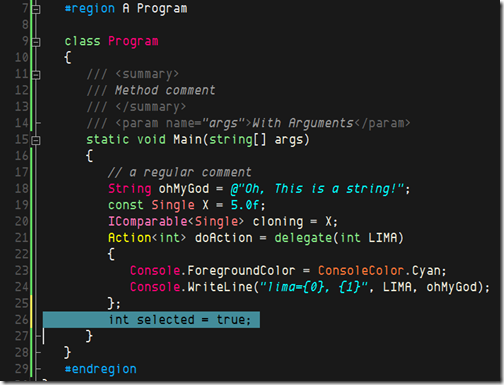 7 #region A Program
8
9 class Program
10 {
11 /// <summary>
12 /// Method comment
13 /// </summary>
14 /// <param name="args">With Arguments</param>
15 static void Main(string[] args)
16 {
17 // a regular comment
18 String ohMyGod = @"Oh, This is a string!";
19 const Single X = 5.0f;
20 IComparable<Single> cloning = X;
21 Action<int> doAction = delegate(int LIMA)
22 {
23 Console.ForegroundColor = ConsoleColor.Cyan;
24 Console.WriteLine("lima={0}, {1}", LIMA, ohMyGod);
25 };
26 int selected = true;
27 }
28 }
29 #endregion